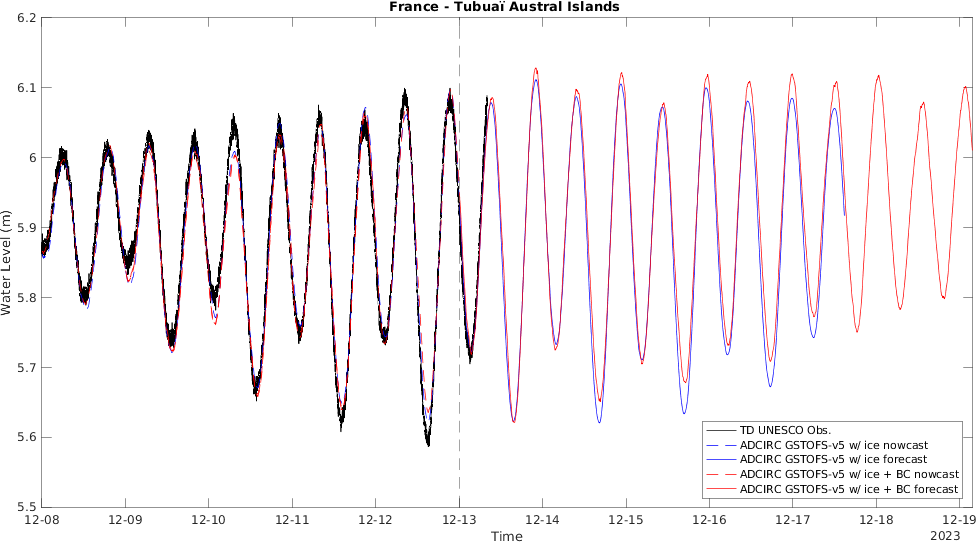 France - Tubuaï Austral Islands
6.2
6.1
6
5.9
5.8
5.7
5.6
5.5
Water Level (m)
TD UNESCO Obs.
ADCIRC GSTOFS-v5 w/ ice nowcast
ADCIRC GSTOFS-v5 w/ ice forecast
ADCIRC GSTOFS-v5 w/ ice + BC nowcast
ADCIRC GSTOFS-v5 w/ ice + BC forecast
12-08 12-09 12-10 12-11 12-12 12-13 12-14 12-15 12-16 12-17 12-18 12-19
Time
2023